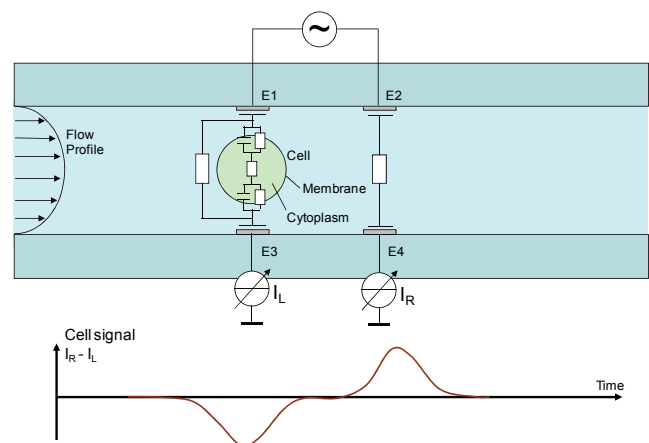 ~
E1
E2
Flow
Profile
Cell
Membrane
Cytoplasm
E3
E4
I_L
I_R
Cell signal
I_R - I_L
Time